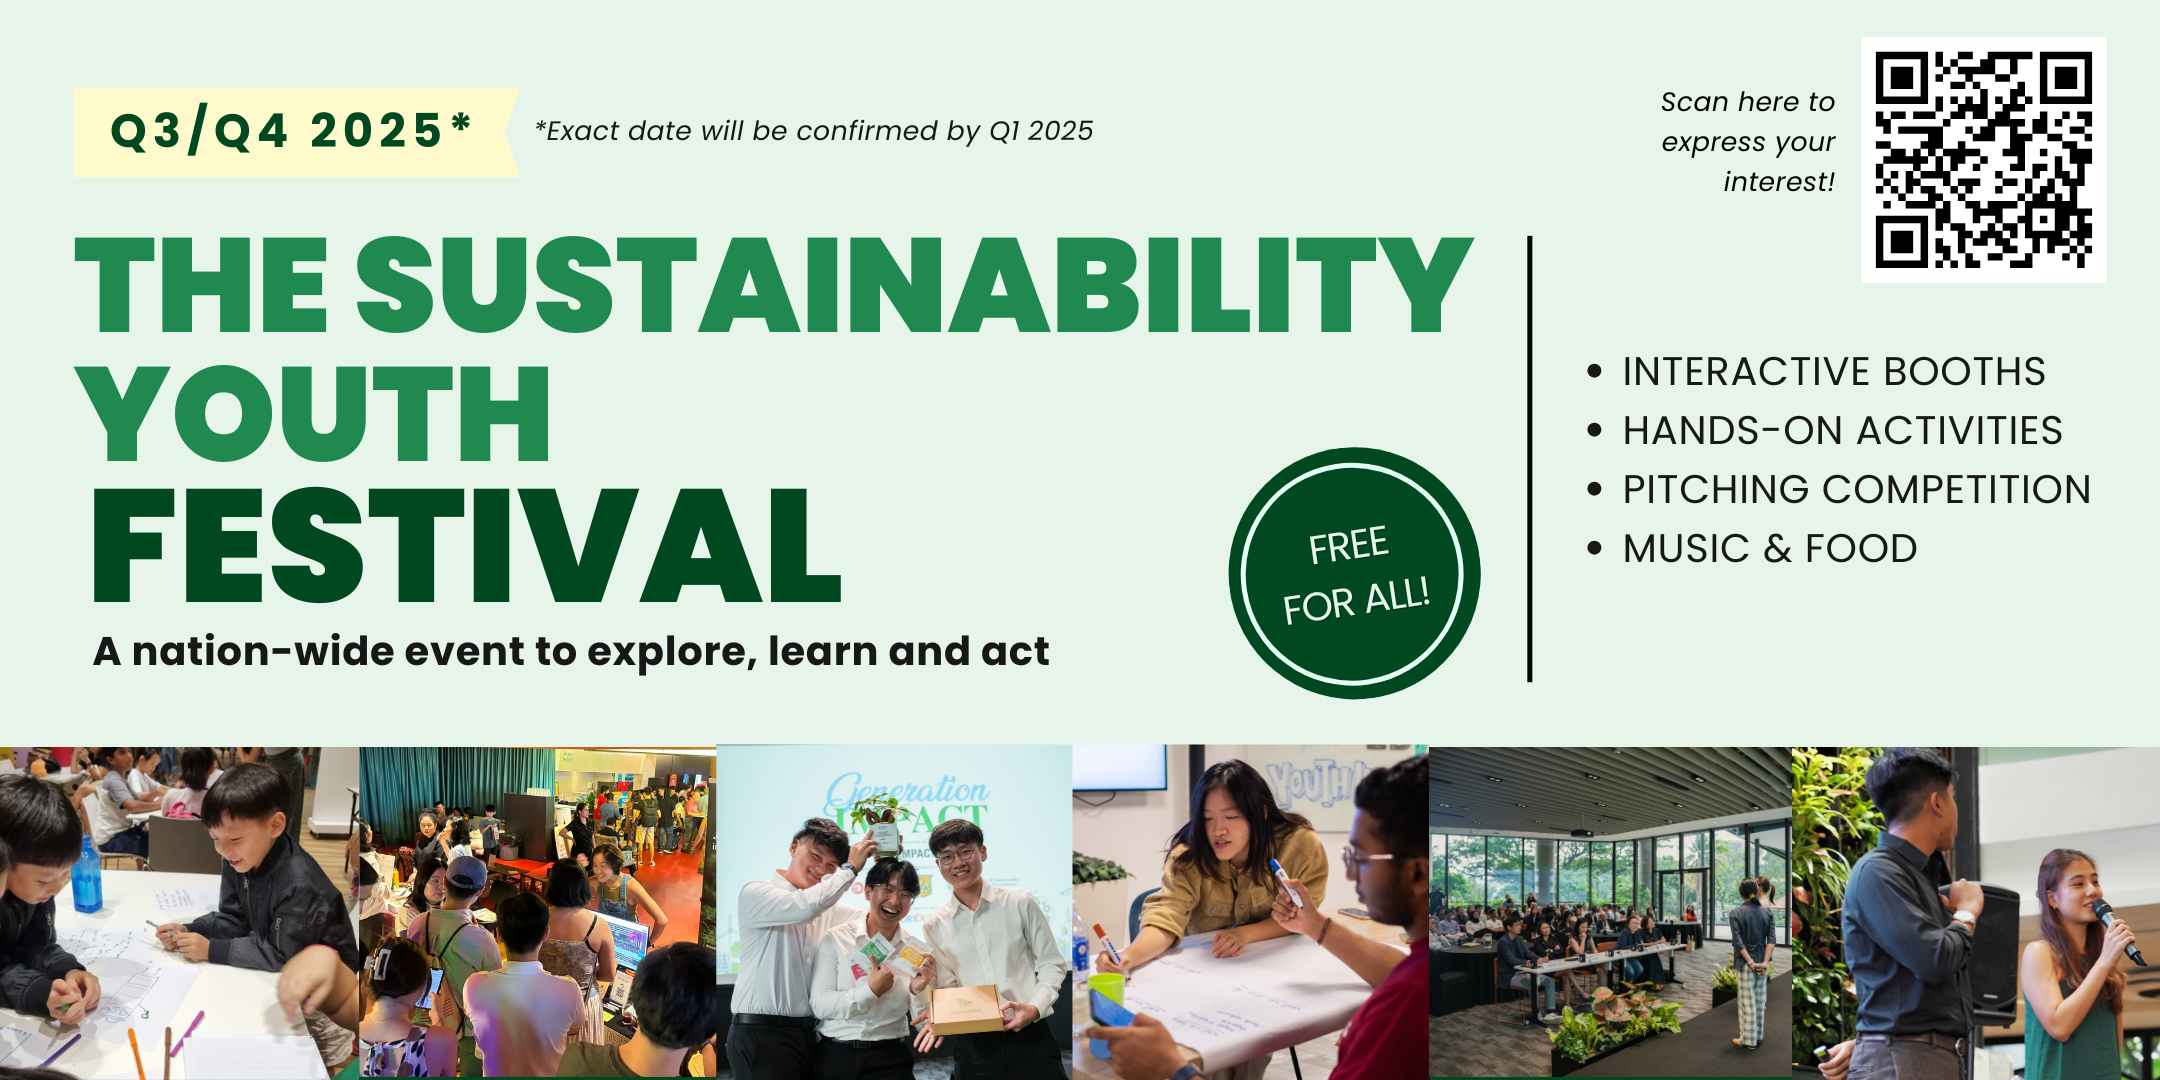 Q3/Q4 2025*
*Exact date will be confirmed by Q1 2025
Scan here to
express your
interest!
THE SUSTAINABILITY
YOUTH
FESTIVAL
A nation-wide event to explore, learn and act
FREE
FOR ALL!
• INTERACTIVE BOOTHS
• HANDS-ON ACTIVITIES
• PITCHING COMPETITION
• MUSIC & FOOD
Generation
IMPACT
YOUTH